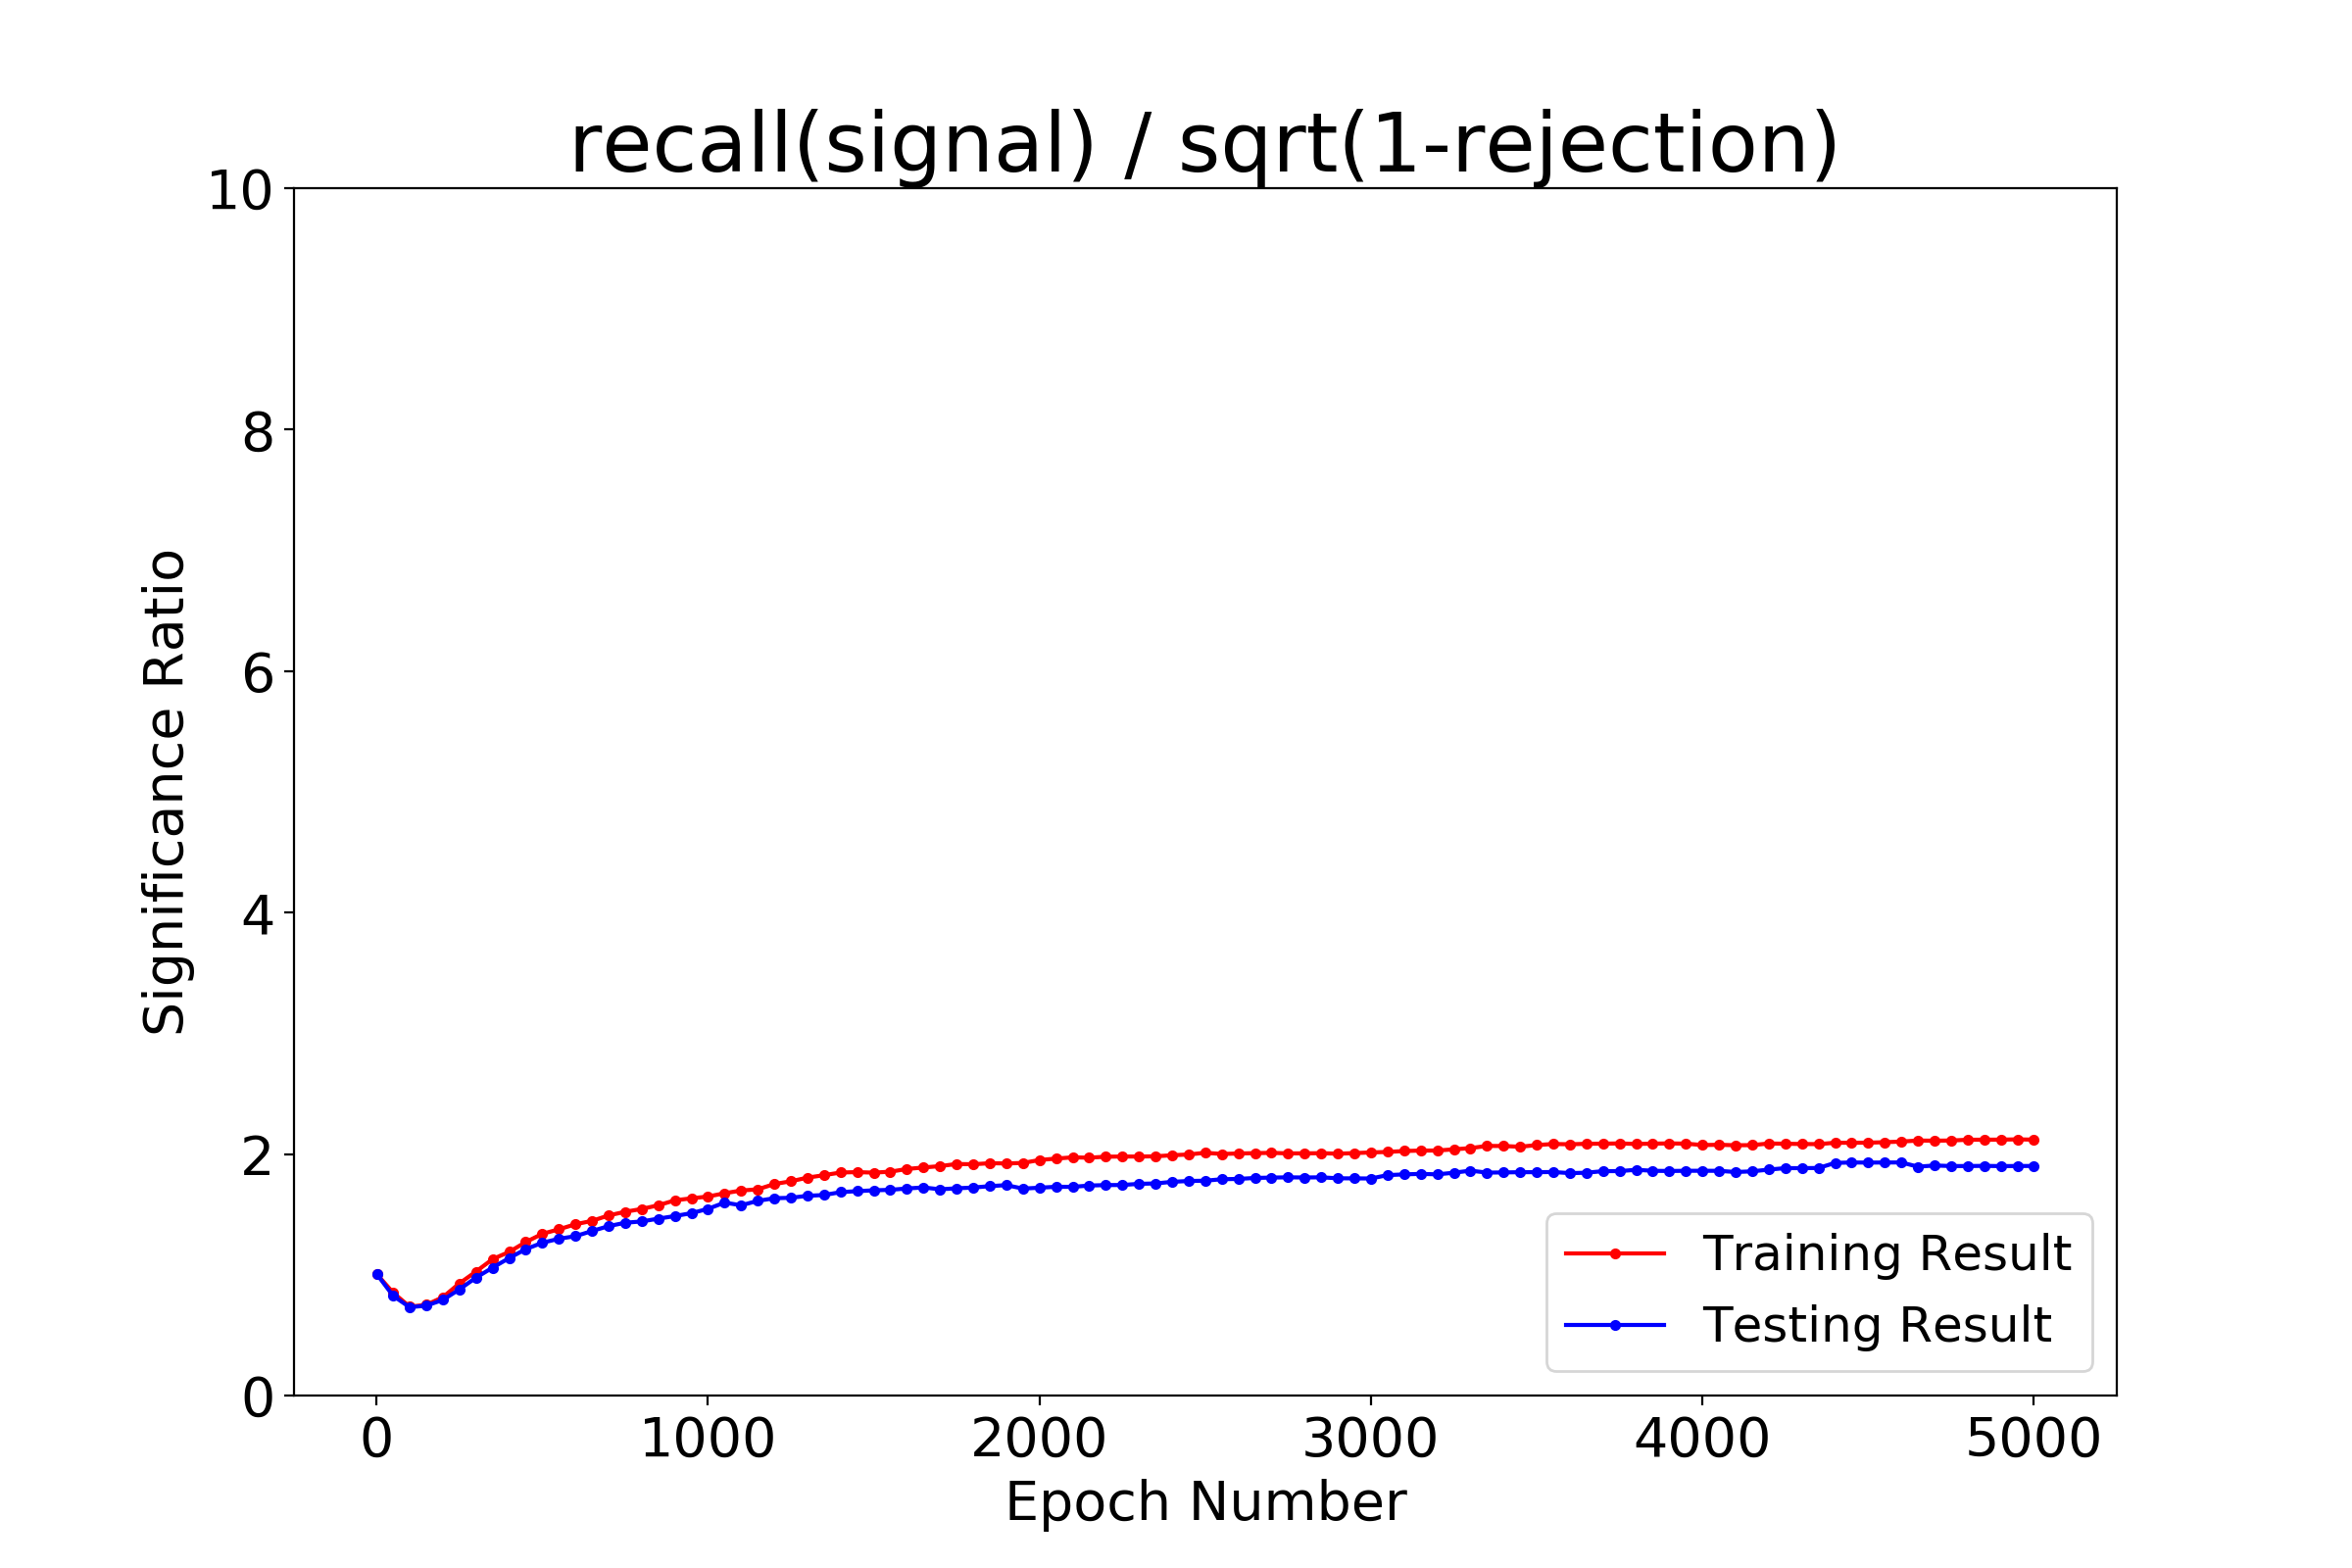 recall(signal) / sqrt(1-rejection)
10
8
6
4
2
0
Significance Ratio
Training Result
Testing Result
0 1000 2000 3000 4000 5000
Epoch Number